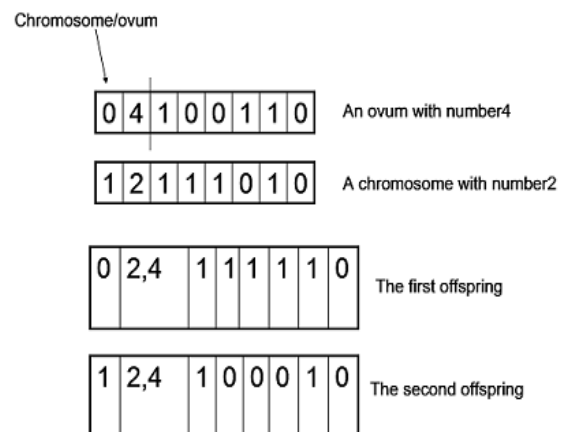 Chromosome/ovum
0 4 1 0 0 1 1 0 An ovum with number4
1 2 1 1 1 0 1 0 A chromosome with number2
0 2,4 1 1 1 1 1 0 The first offspring
1 2,4 1 0 0 0 1 0 The second offspring